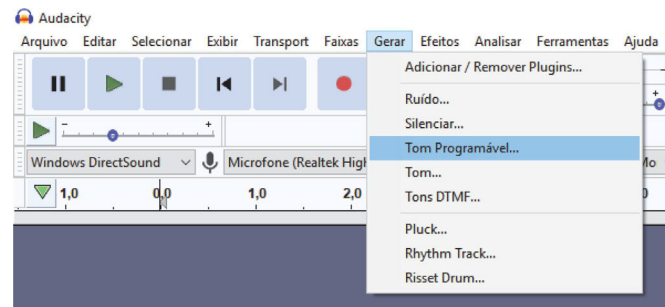 Audacity
Arquivo Editar Selecionar Exibir Transport Faixas Gerar Efeitos Analisar Ferramentas Ajuda
Adicionar / Remover Plugins...
Ruído...
Silenciar...
Tom Programável...
Tom...
Tons DTMF...
Pluck...
Rhythm Track...
Risset Drum...
- +
Windows DirectSound Microfone (Realtek High
1,0 0,0 1,0 2,0